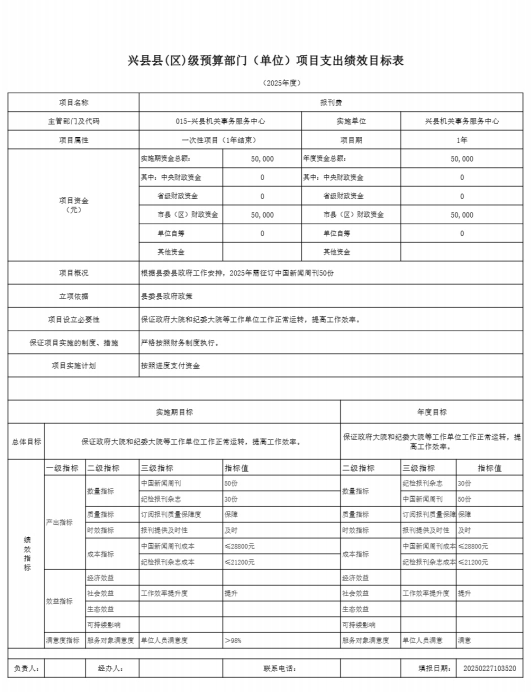 兴县县(区)级预算部门（单位）项目支出绩效目标表
（2025年度）
项目名称 报刊费
主管部门及代码 015-兴县机关事务服务中心 实施单位 兴县机关事务服务中心
项目属性 一次性项目（1年结束） 项目期 1年
项目资金（元） 实施期资金总额： 50,000 年度资金总额： 50,000
其中：中央财政资金 0 其中：中央财政资金 0
省级财政资金 0 省级财政资金 0
市县（区）财政资金 50,000 市县（区）财政资金 50,000
单位自筹 0 单位自筹 0
其他资金 其他资金
项目概况 根据县委县政府工作安排，2025年需征订中国新闻周刊50份
立项依据 县委县政府政策
项目设立必要性 保证政府大院和纪委大院等工作单位工作正常运转，提高工作效率。
保证项目实施的制度、措施 严格按照财务制度执行。
项目实施计划 按照进度支付资金
实施期目标 年度目标
总体目标 保证政府大院和纪委大院等工作单位工作正常运转，提高工作效率。 保证政府大院和纪委大院等工作单位工作正常运转，提高工作效率。
绩效指标 一级指标 二级指标 三级指标 指标值 二级指标 三级指标 指标值
产出指标 数量指标 中国新闻周刊 50份 数量指标 纪检报刊杂志 30份
纪检报刊杂志 30份 中国新闻周刊 50份
质量指标 订阅报刊质量保障度 保障 质量指标 订阅报刊质量保障 保障
时效指标 报刊提供及时性 及时 时效指标 报刊提供及时性 及时
成本指标 中国新闻周刊成本 ≤28800元 成本指标 中国新闻周刊成本 ≤28800元
纪检报刊杂志成本 ≤21200元 纪检报刊杂志成本 ≤21200元
效益指标 经济效益 经济效益
社会效益 工作效率提升度 提升 社会效益 工作效率提升度 提升
生态效益 生态效益
可持续影响 可持续影响
满意度指标 服务对象满意度 单位人员满意度 >98% 服务对象满意度 单位人员满意 满意
负责人： 经办人： 联系电话： 填报日期： 20250227103520